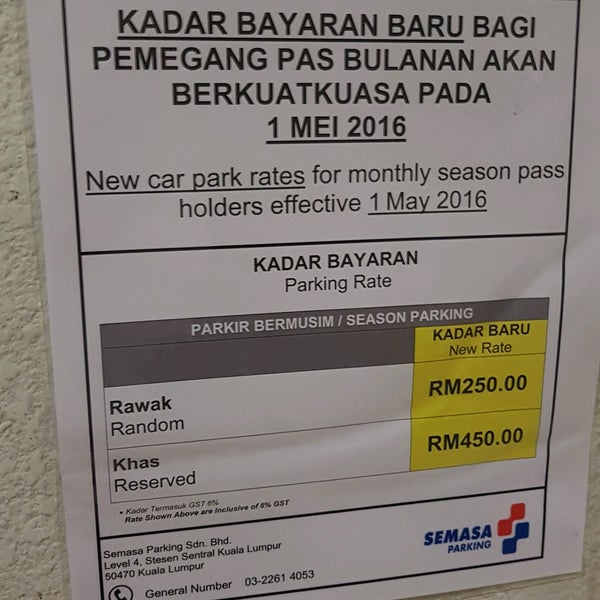 KADAR BAYARAN BARU BAGI
PEMEGANG PAS BULANAN AKAN
BERKUATKUASA PADA
1 MEI 2016
New car park rates for monthly season pass
holders effective 1 May 2016
KADAR BAYARAN
Parking Rate
PARKIR BERMUSIM / SEASON PARKING
KADAR BARU
New Rate
Rawak
Random
RM250.00
Khas
Reserved
RM450.00
• Kadar Termasuk GST 6%
Rate Shown Above are Inclusive of 6% GST
Semasa Parking Sdn. Bhd.
Level 4, Stesen Sentral Kuala Lumpur
50470 Kuala Lumpur
General Number 03-2261 4053
SEMASA
PARKING